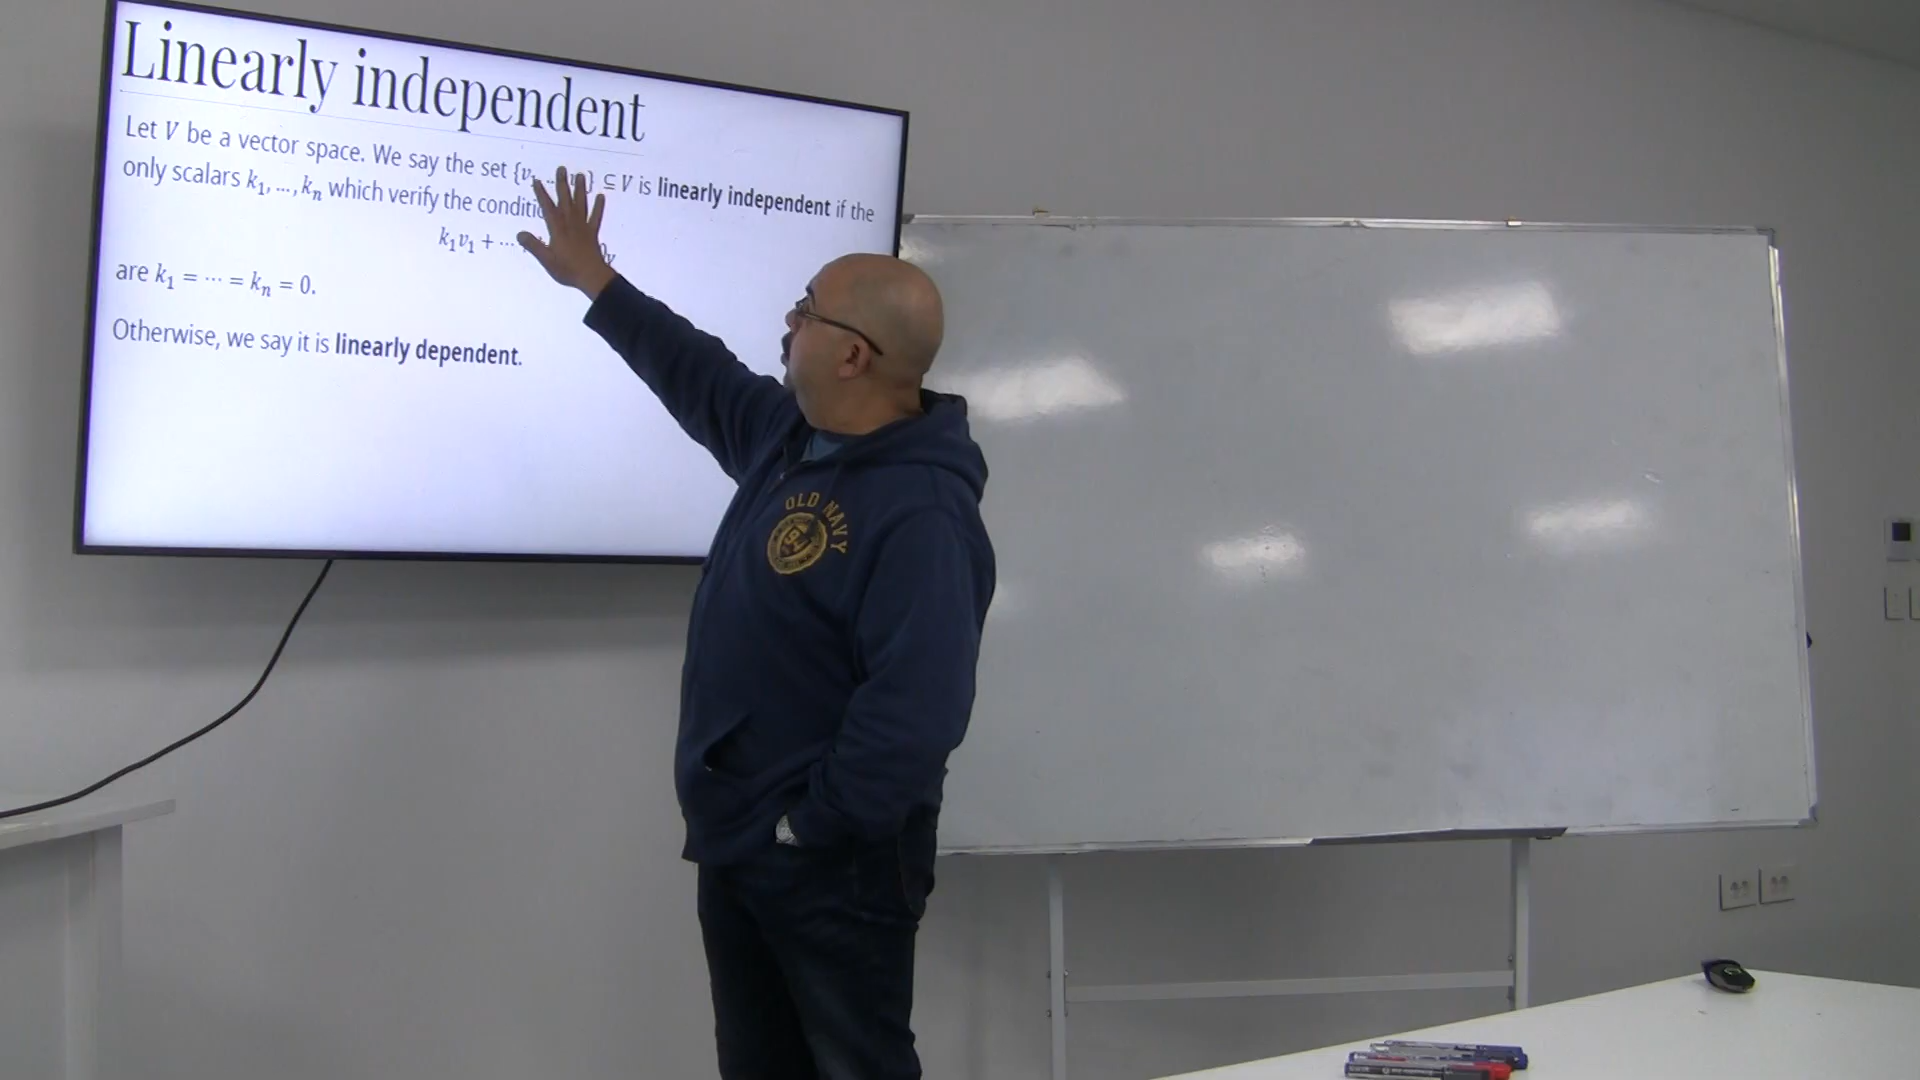 Linearly independent
Let V be a vector space. We say the set {v₁, ... } ⊆ V is linearly independent if the
only scalars k₁, ..., kₙ which verify the
k₁v₁ + ⋯
are k₁ = ⋯ = kₙ = 0.
Otherwise, we say it is linearly dependent.
OLD NAVY